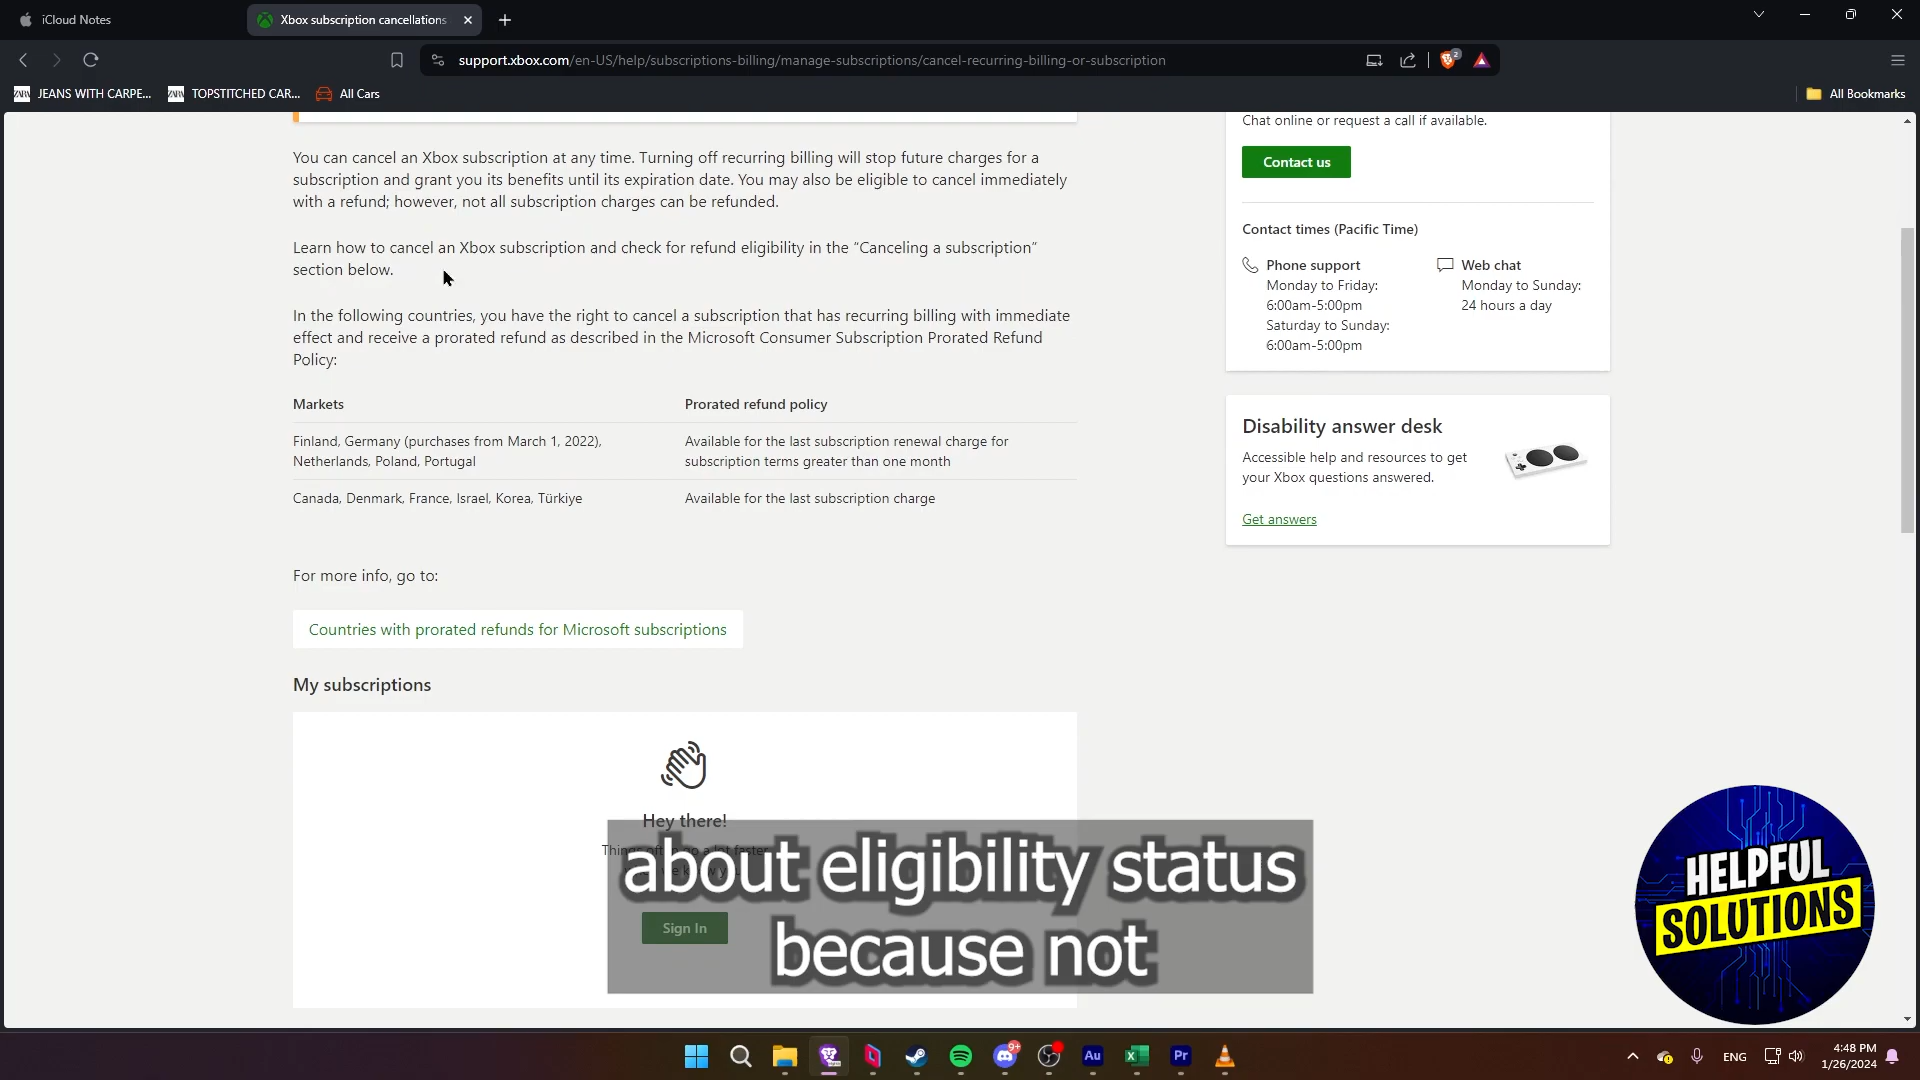 iCloud Notes
Xbox subscription cancellations
support.xbox.com/en-US/help/subscriptions-billing/manage-subscriptions/cancel-recurring-billing-or-subscription
2
ZARA JEANS WITH CARPE...
ZARA TOPSTITCHED CAR...
All Cars
All Bookmarks
You can cancel an Xbox subscription at any time. Turning off recurring billing will stop future charges for a
subscription and grant you its benefits until its expiration date. You may also be eligible to cancel immediately
with a refund; however, not all subscription charges can be refunded.
Learn how to cancel an Xbox subscription and check for refund eligibility in the “Canceling a subscription”
section below.
In the following countries, you have the right to cancel a subscription that has recurring billing with immediate
effect and receive a prorated refund as described in the Microsoft Consumer Subscription Prorated Refund
Policy:
Markets
Prorated refund policy
Finland, Germany (purchases from March 1, 2022),
Netherlands, Poland, Portugal
Available for the last subscription renewal charge for
subscription terms greater than one month
Canada, Denmark, France, Israel, Korea, Türkiye
Available for the last subscription charge
For more info, go to:
Countries with prorated refunds for Microsoft subscriptions
My subscriptions
Hey there!
Things often go a lot faster
Sign In
Chat online or request a call if available.
Contact us
Contact times (Pacific Time)
Phone support
Monday to Friday:
6:00am-5:00pm
Saturday to Sunday:
6:00am-5:00pm
Web chat
Monday to Sunday:
24 hours a day
Disability answer desk
Accessible help and resources to get
your Xbox questions answered.
Get answers
about eligibility status
because not
HELPFUL
SOLUTIONS
9+
Au
Pr
ENG
4:48 PM
1/26/2024